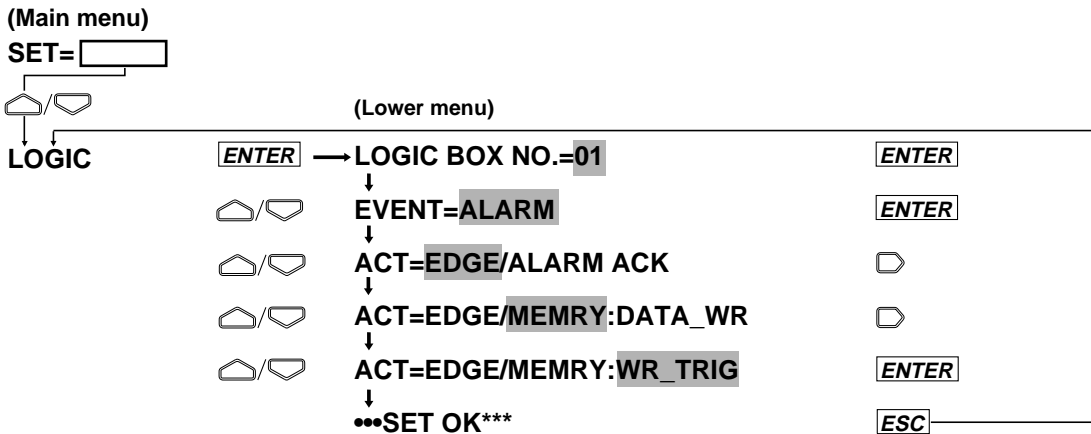 (Main menu)
SET=
/
(Lower menu)
LOGIC ENTER LOGIC BOX NO.=01 ENTER
/ EVENT=ALARM ENTER
/ ACT=EDGE/ALARM ACK
/ ACT=EDGE/MEMRY:DATA_WR
/ ACT=EDGE/MEMRY:WR_TRIG ENTER
•••SET OK*** ESC